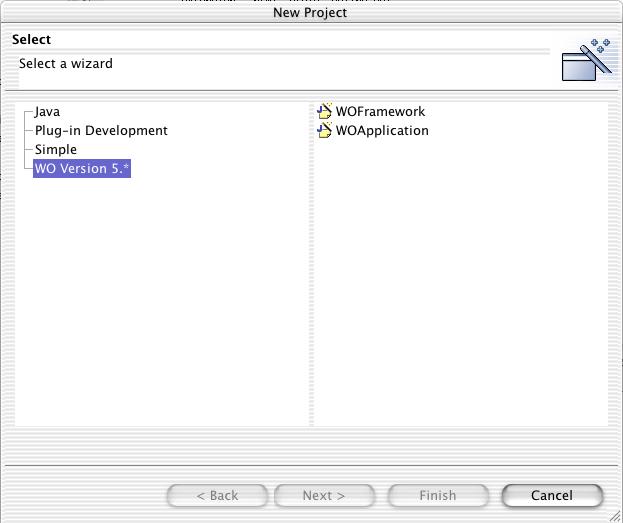 New Project
Select
Select a wizard
Java
Plug-in Development
Simple
WO Version 5.*
WOFramework
WOApplication
< Back
Next >
Finish
Cancel